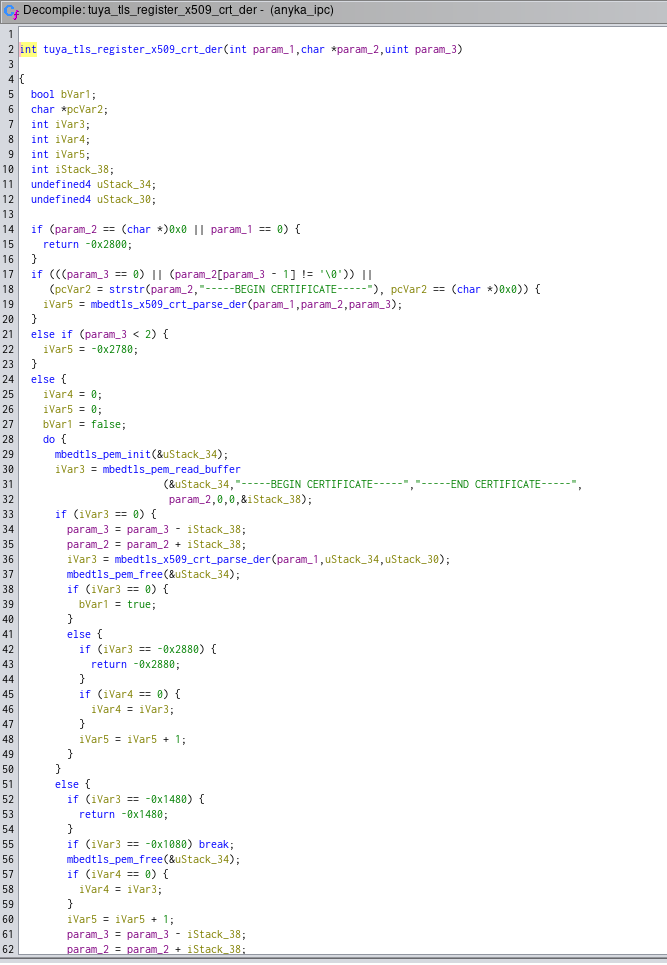 Decompile: tuya_tls_register_x509_crt_der - (anyka_ipc)
1
2 int tuya_tls_register_x509_crt_der(int param_1,char *param_2,uint param_3)
3
4 {
5   bool bVar1;
6   char *pcVar2;
7   int iVar3;
8   int iVar4;
9   int iVar5;
10   int iStack_38;
11   undefined4 uStack_34;
12   undefined4 uStack_30;
13
14   if (param_2 == (char *)0x0 || param_1 == 0) {
15     return -0x2800;
16   }
17   if (((param_3 == 0) || (param_2[param_3 - 1] != '\0')) ||
18      (pcVar2 = strstr(param_2,"-----BEGIN CERTIFICATE-----"), pcVar2 == (char *)0x0)) {
19     iVar5 = mbedtls_x509_crt_parse_der(param_1,param_2,param_3);
20   }
21   else if (param_3 < 2) {
22     iVar5 = -0x2780;
23   }
24   else {
25     iVar4 = 0;
26     iVar5 = 0;
27     bVar1 = false;
28     do {
29       mbedtls_pem_init(&uStack_34);
30       iVar3 = mbedtls_pem_read_buffer
31                         (&uStack_34,"-----BEGIN CERTIFICATE-----","-----END CERTIFICATE-----",
32                          param_2,0,0,&iStack_38);
33       if (iVar3 == 0) {
34         param_3 = param_3 - iStack_38;
35         param_2 = param_2 + iStack_38;
36         iVar3 = mbedtls_x509_crt_parse_der(param_1,uStack_34,uStack_30);
37         mbedtls_pem_free(&uStack_34);
38         if (iVar3 == 0) {
39           bVar1 = true;
40         }
41         else {
42           if (iVar3 == -0x2880) {
43             return -0x2880;
44           }
45           if (iVar4 == 0) {
46             iVar4 = iVar3;
47           }
48           iVar5 = iVar5 + 1;
49         }
50       }
51       else {
52         if (iVar3 == -0x1480) {
53           return -0x1480;
54         }
55         if (iVar3 == -0x1080) break;
56         mbedtls_pem_free(&uStack_34);
57         if (iVar4 == 0) {
58           iVar4 = iVar3;
59         }
60         iVar5 = iVar5 + 1;
61         param_3 = param_3 - iStack_38;
62         param_2 = param_2 + iStack_38;